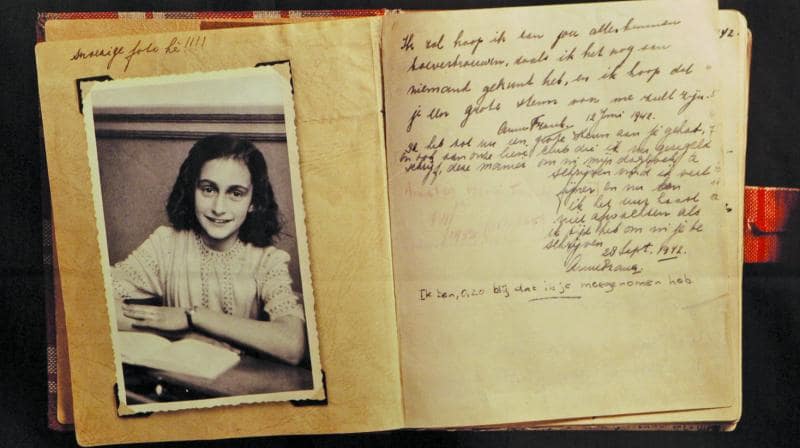 snoezige foto hè!!!!
Ik zal hoop ik aan jou alles kunnen
toevertrouwen, zoals ik het nog aan
niemand gekund heb, en ik hoop dat
je een grote steun voor me zult zijn.
Anne Frank. 12 Juni 1942.
Ik heb tot nu een grote steun aan je gehad,
en ook aan onze lieve club die ik nu geregeld
schrijf, deze manier om in mijn dagboek te
schrijven vind ik veel
fijner en nu kan
ik het uur haast
niet afwachten als
ik tijd heb om in je te
schrijven
28 Sept. 1942.
Anne Frank.
Ik ben, o, zo blij dat ik je meegenomen heb.
42.